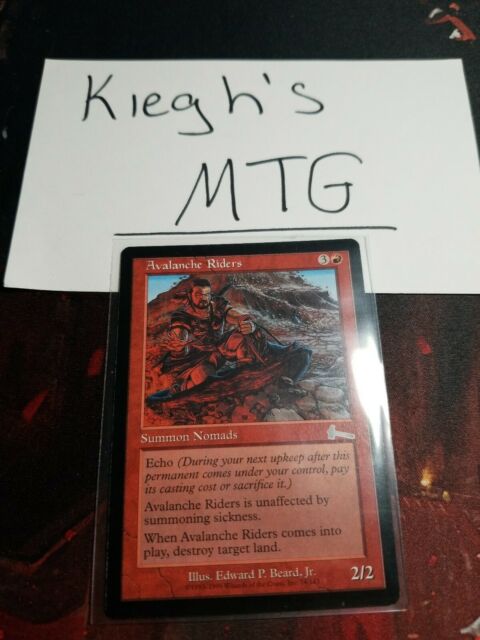 Kiegh's
MTG
Avalanche Riders 3
Summon Nomads
Echo (During your next upkeep after this
permanent comes under your control, pay
its casting cost or sacrifice it.)
Avalanche Riders is unaffected by
summoning sickness.
When Avalanche Riders comes into
play, destroy target land.
Illus. Edward P. Beard, Jr.
2/2